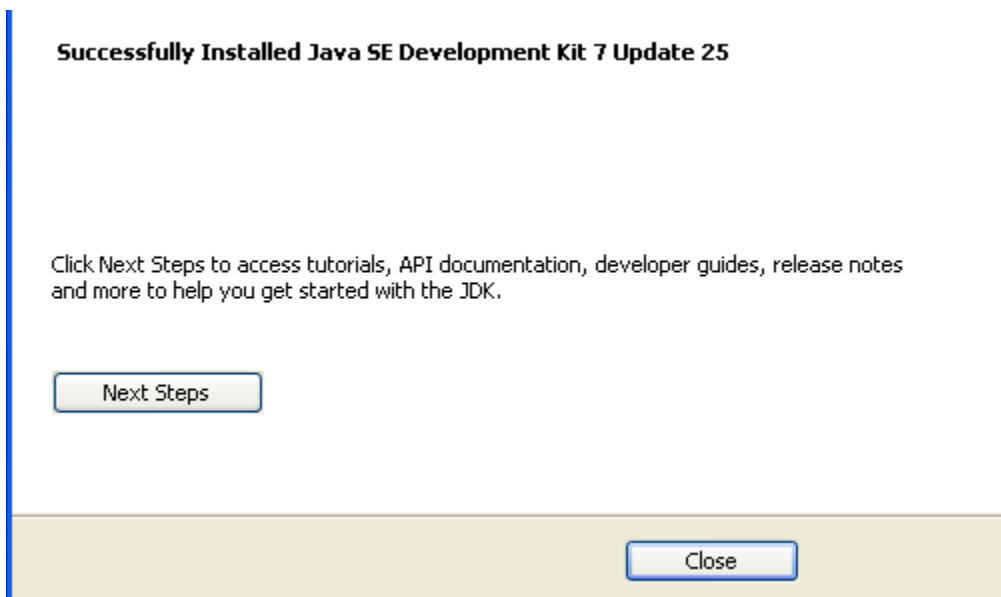 Successfully Installed Java SE Development Kit 7 Update 25
Click Next Steps to access tutorials, API documentation, developer guides, release notes
and more to help you get started with the JDK.
Next Steps
Close